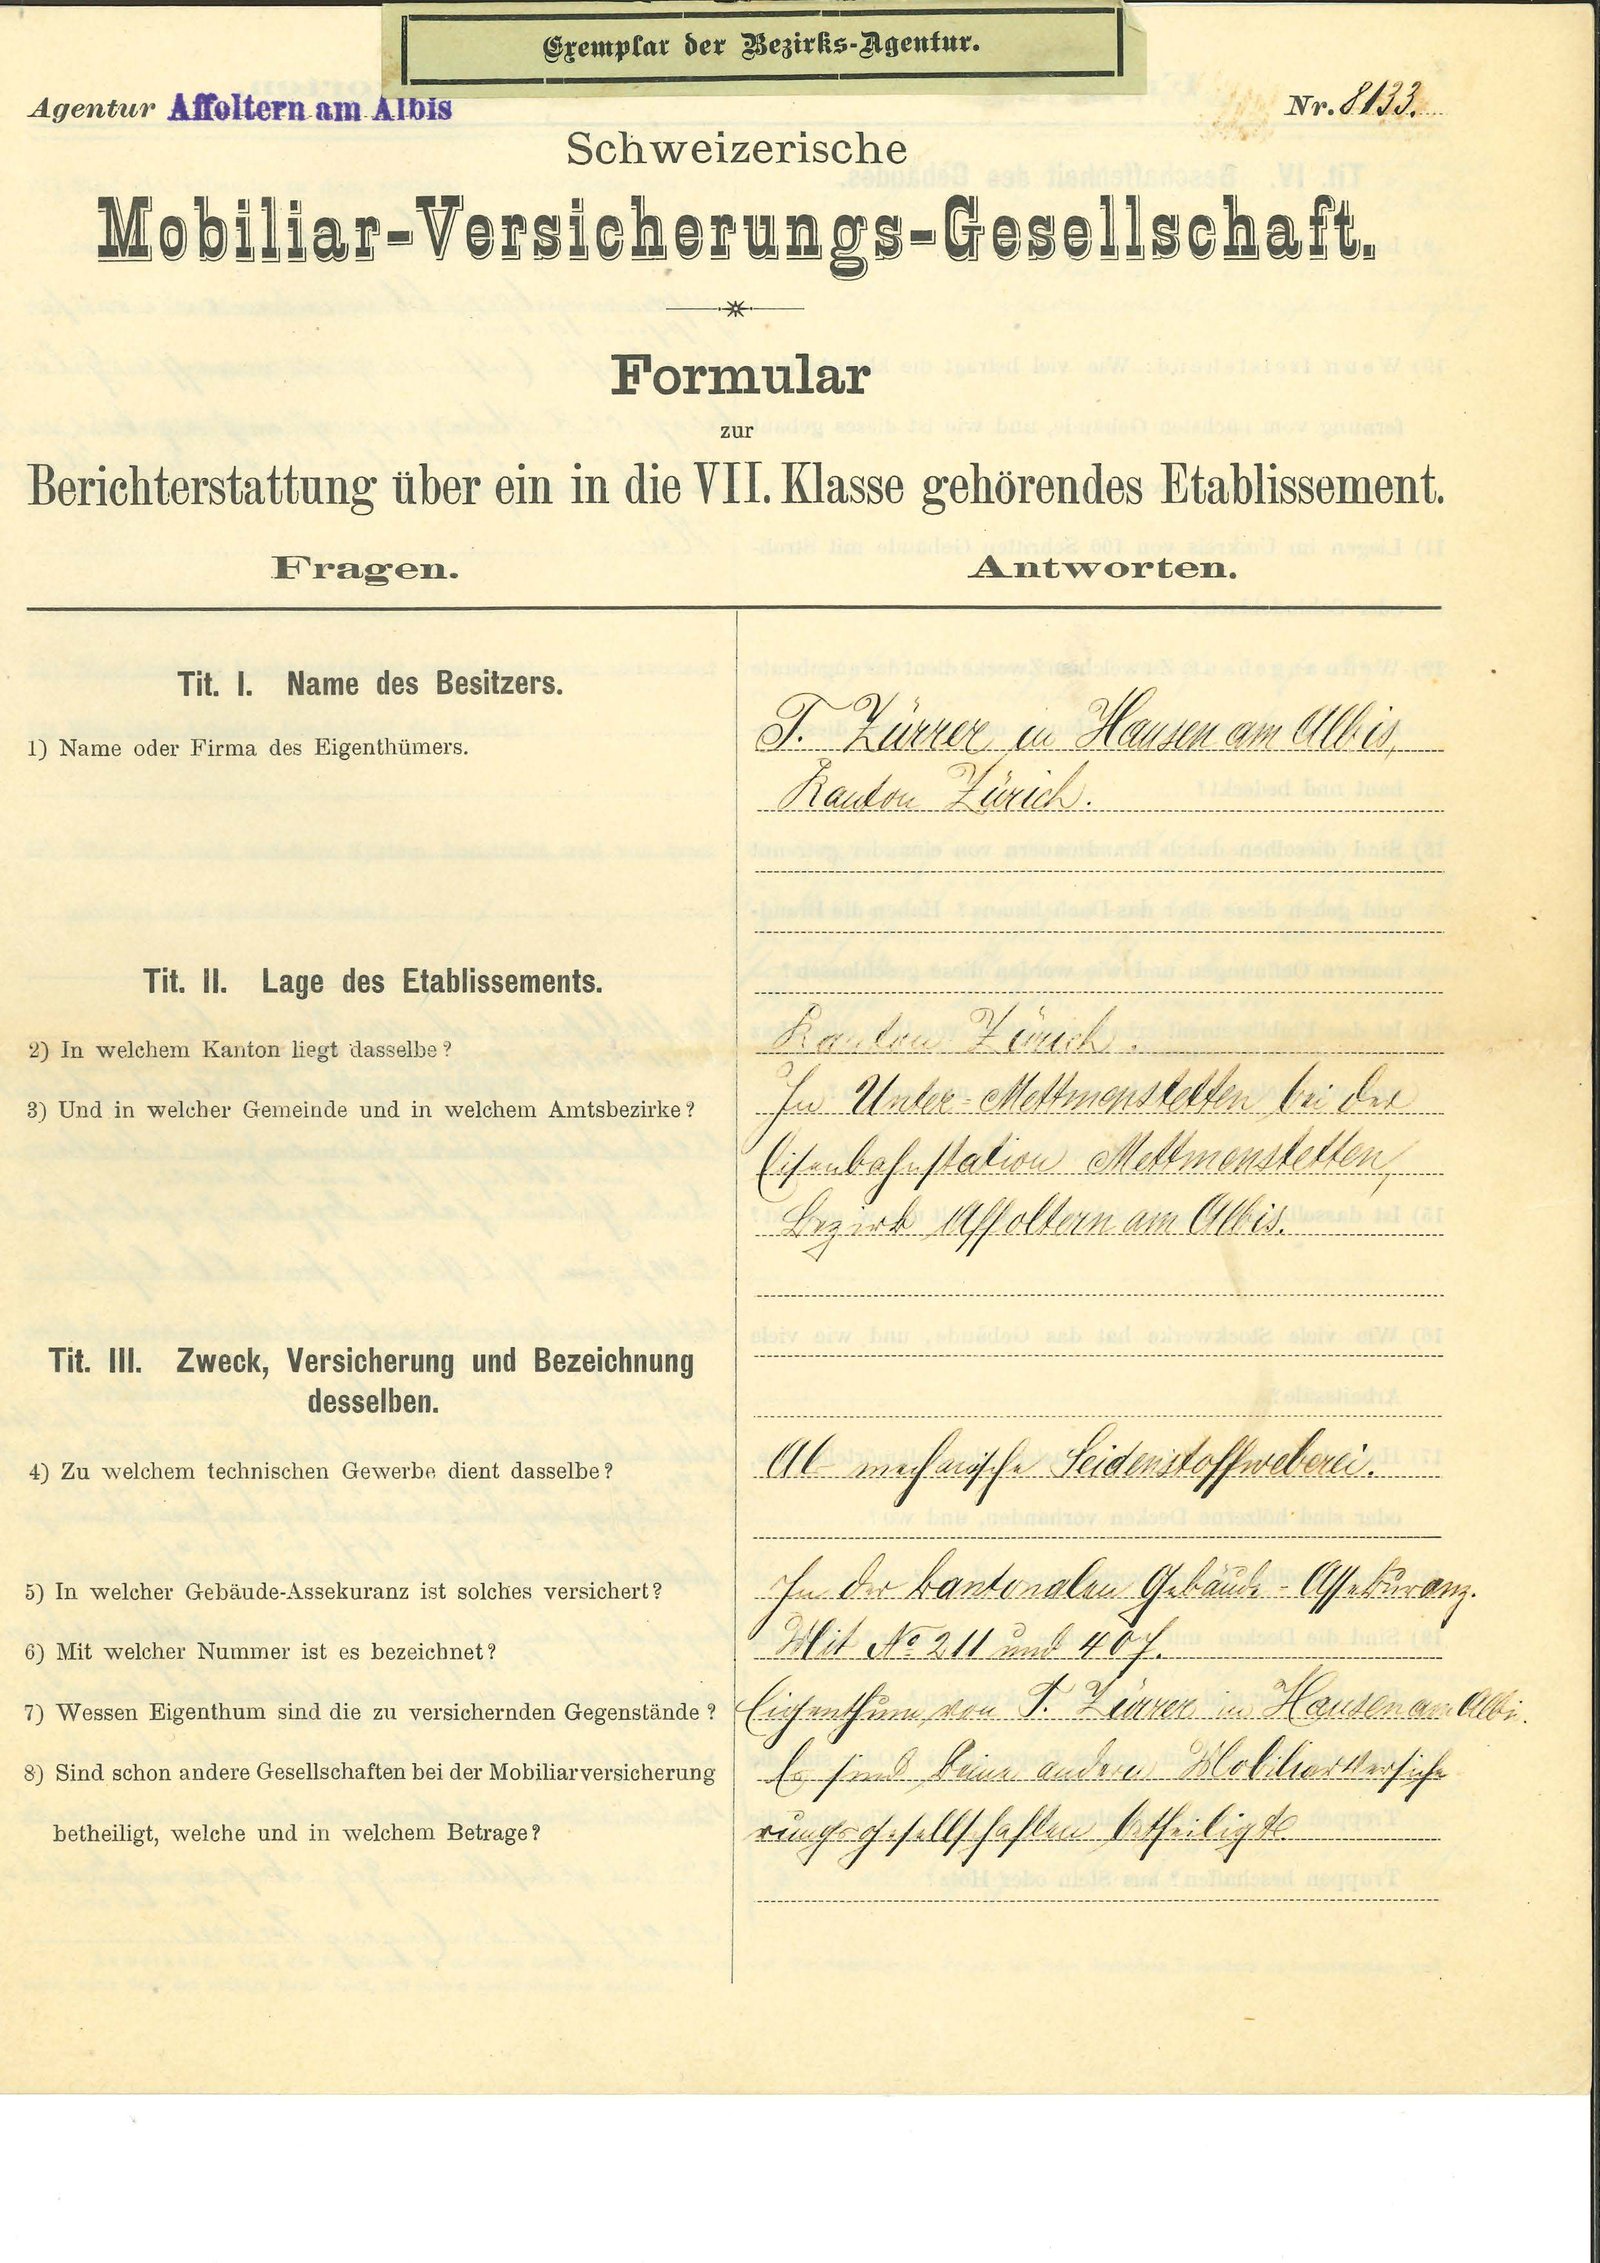 Exemplar der Bezirks-Agentur.
Agentur Affoltern am Albis
Nr. 8133.
Schweizerische
Mobiliar-Versicherungs-Gesellschaft.
Formular
zur
Berichterstattung über ein in die VII. Klasse gehörendes Etablissement.
Fragen.
Antworten.
Tit. I. Name des Besitzers.
1) Name oder Firma des Eigenthümers.
T. Zürrer in Hausen am Albis,
Kanton Zürich.
Tit. II. Lage des Etablissements.
2) In welchem Kanton liegt dasselbe?
Kanton Zürich.
3) Und in welcher Gemeinde und in welchem Amtsbezirke?
In Unter-Mettmenstetten bei der
Eisenbahnstation Mettmenstetten,
Bezirk Affoltern am Albis.
Tit. III. Zweck, Versicherung und Bezeichnung
desselben.
4) Zu welchem technischen Gewerbe dient dasselbe?
Als mechanische Seidenstoffweberei.
5) In welcher Gebäude-Assekuranz ist solches versichert?
In der kantonalen Gebäude-Assekuranz.
6) Mit welcher Nummer ist es bezeichnet?
Mit No 211 und 407.
7) Wessen Eigenthum sind die zu versichernden Gegenstände?
Eigenthum von T. Zürrer in Hausen am Albis.
8) Sind schon andere Gesellschaften bei der Mobiliarversicherung
Es sind keine andern Mobiliarversiche
betheiligt, welche und in welchem Betrage?
rungsgesellschaften betheiligt.